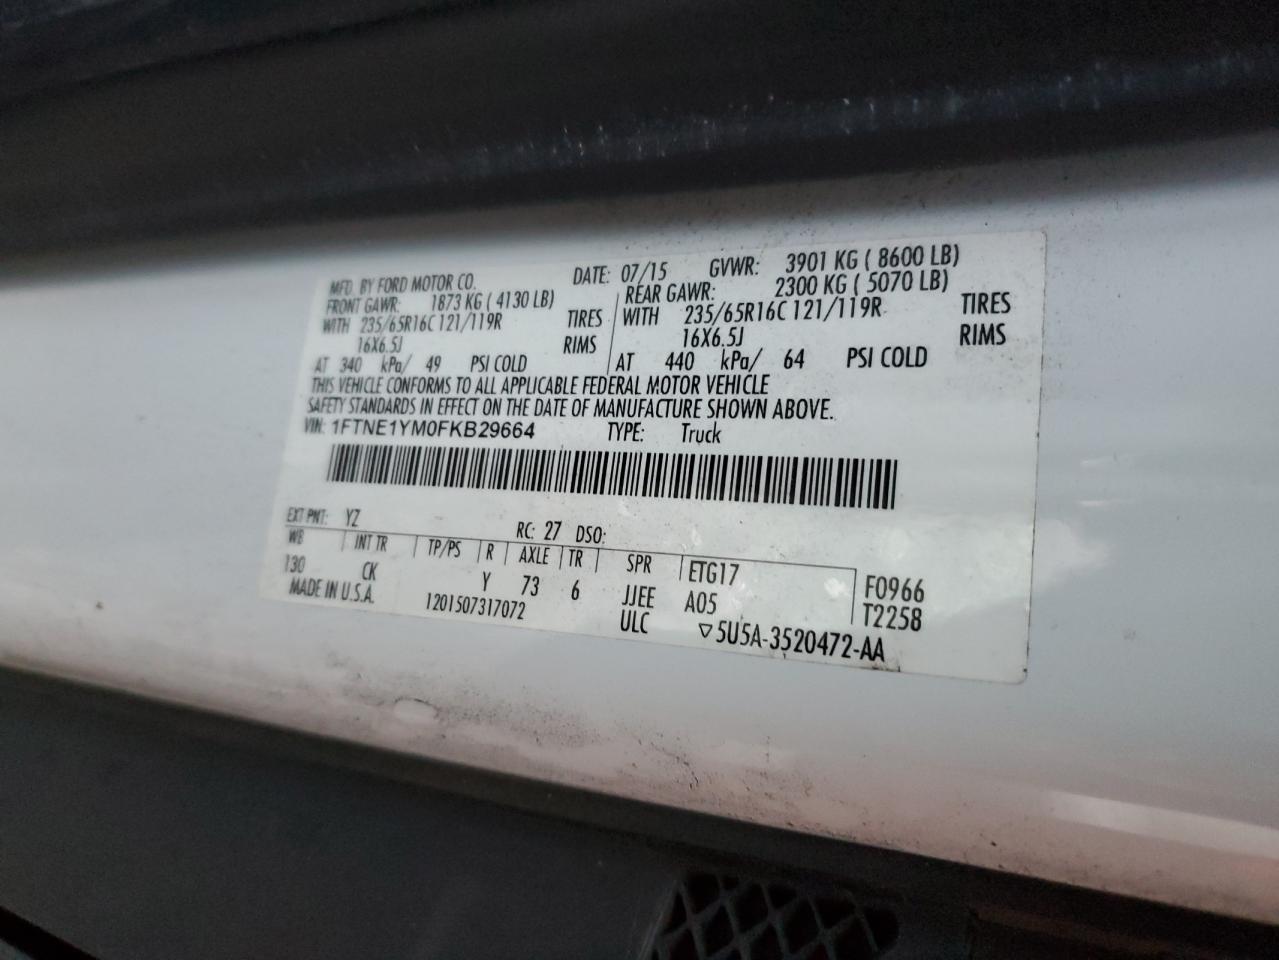 MFD. BY FORD MOTOR CO. DATE: 07/15 GVWR: 3901 KG ( 8600 LB)
FRONT GAWR: 1873 KG ( 4130 LB) REAR GAWR: 2300 KG ( 5070 LB)
WITH 235/65R16C 121/119R TIRES WITH 235/65R16C 121/119R TIRES
16X6.5J RIMS 16X6.5J RIMS
AT 340 kPa/ 49 PSI COLD AT 440 kPa/ 64 PSI COLD
THIS VEHICLE CONFORMS TO ALL APPLICABLE FEDERAL MOTOR VEHICLE
SAFETY STANDARDS IN EFFECT ON THE DATE OF MANUFACTURE SHOWN ABOVE.
VIN: 1FTNE1YM0FKB29664 TYPE: Truck
EXT PNT: YZ RC: 27 DSO:
WB INT TR TP/PS R AXLE TR SPR ETG17 F0966
130 CK Y 73 6 JJEE A05 T2258
MADE IN U.S.A. 1201507317072 ULC ▽5U5A-3520472-AA